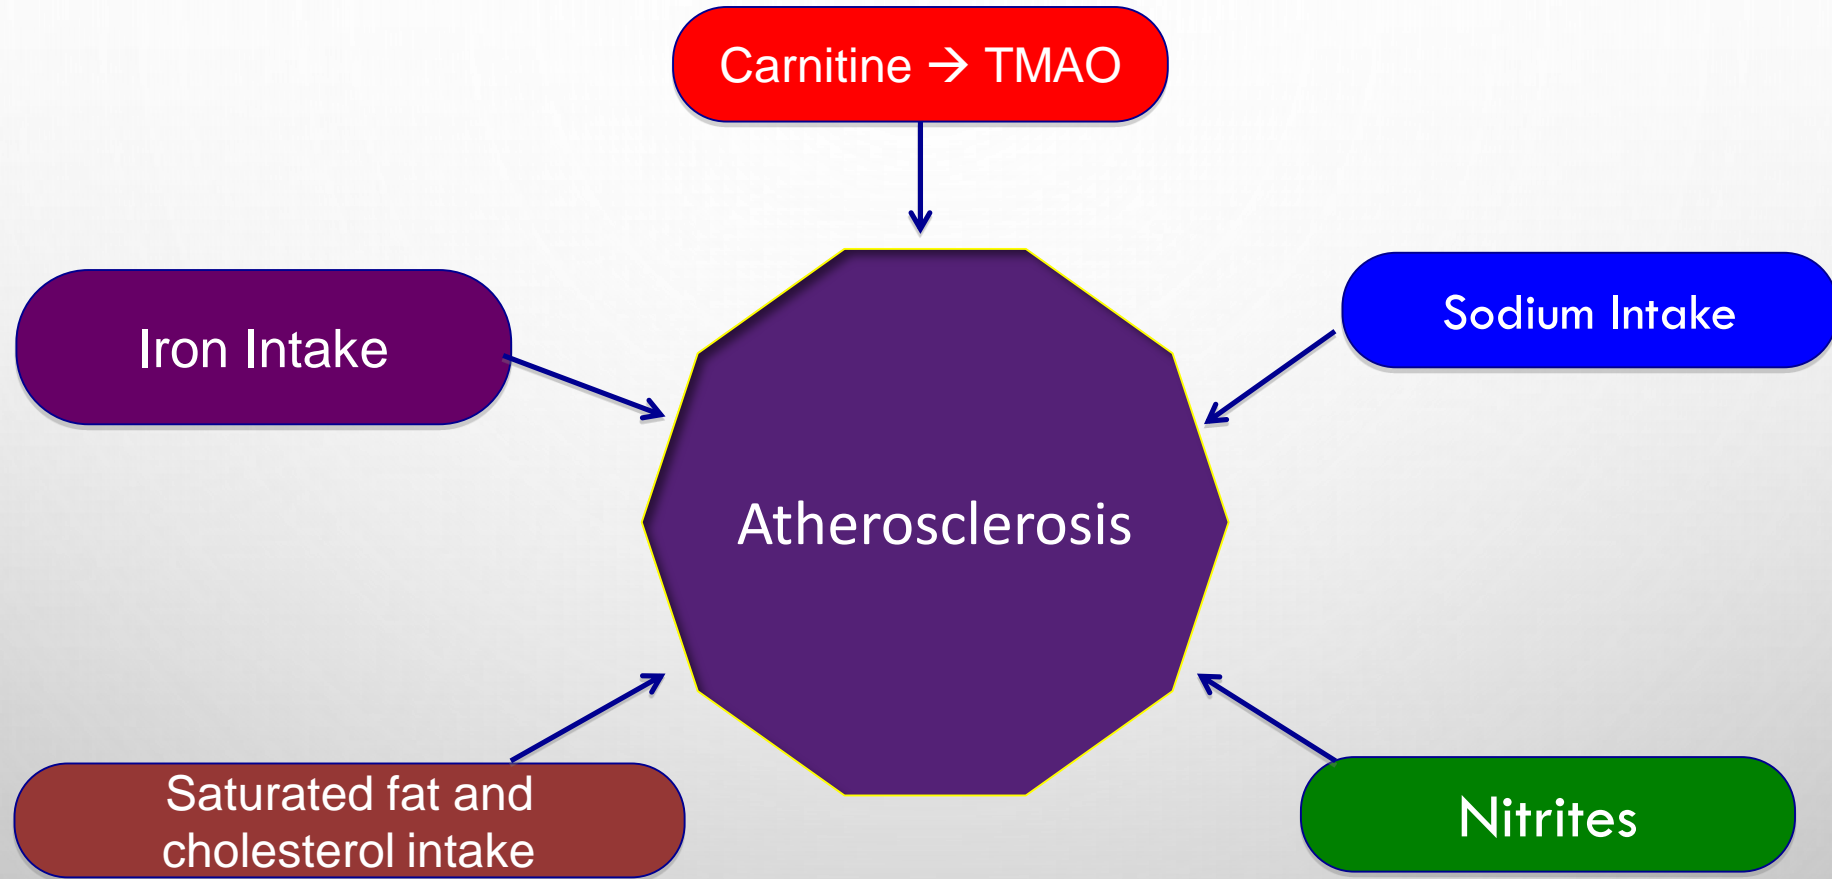 Carnitine → TMAO
Iron Intake
Sodium Intake
Atherosclerosis
Saturated fat and
cholesterol intake
Nitrites